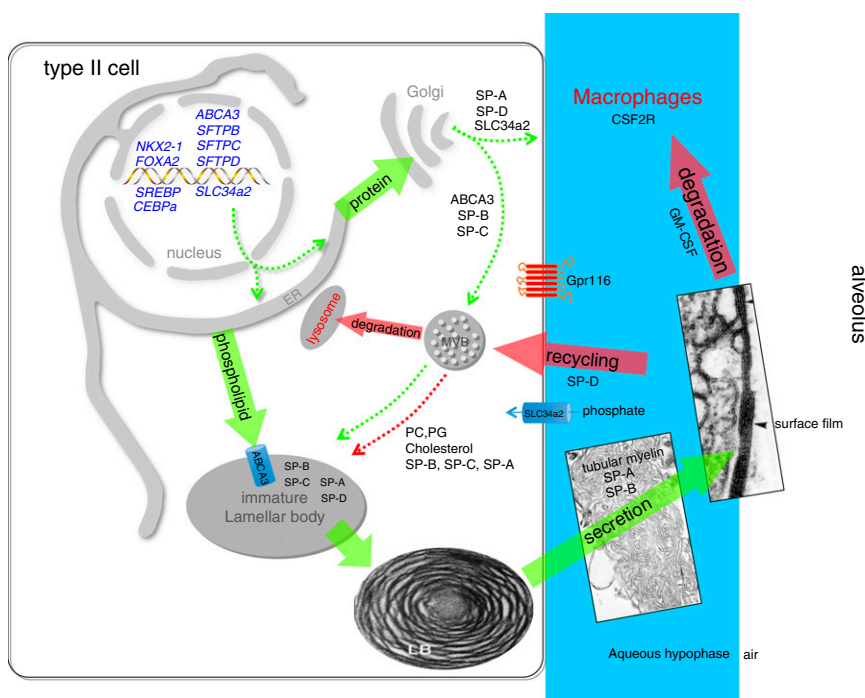 type II cell
ABCA3
SFTPB
SFTPC
SFTPD
NKX2-1
FOXA2
SREBP
CEBPa
SLC34a2
nucleus
ER
Golgi
protein
SP-A
SP-D
SLC34a2
ABCA3
SP-B
SP-C
lysosome
degradation
MVB
phospholipid
PC,PG
Cholesterol
SP-B, SP-C, SP-A
ABCA3
SP-B
SP-C
SP-A
SP-D
immature
Lamellar body
LB
Macrophages
CSF2R
degradation
GM-CSF
Gpr116
recycling
SP-D
SLC34a2
phosphate
tubular myelin
SP-A
SP-B
secretion
surface film
alveolus
Aqueous hypophase
air